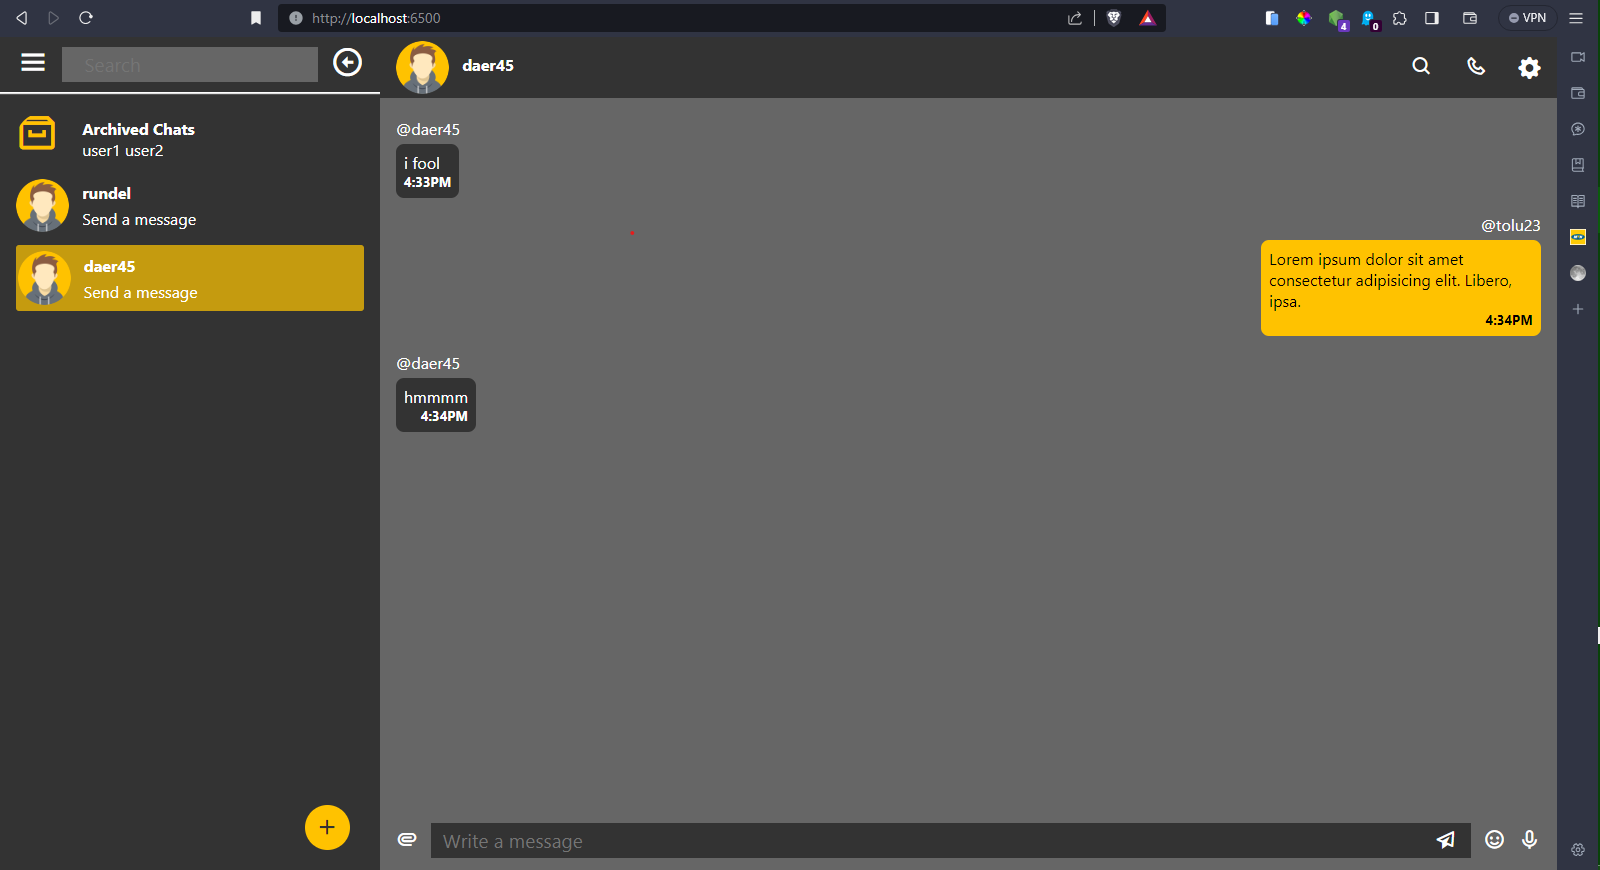 http://localhost:6500
4
0
VPN
Search
daer45
Archived Chats
user1 user2
rundel
Send a message
daer45
Send a message
@daer45
i fool
4:33PM
@tolu23
Lorem ipsum dolor sit amet
consectetur adipisicing elit. Libero,
ipsa.
4:34PM
@daer45
hmmmm
4:34PM
Write a message